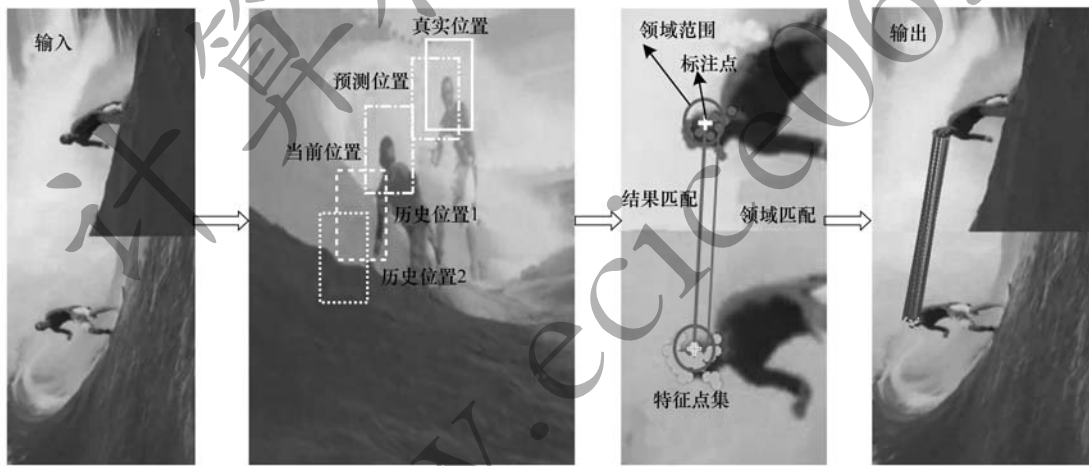 输入
真实位置
预测位置
当前位置
历史位置1
历史位置2
领域范围
标注点
结果匹配
领域匹配
特征点集
输出